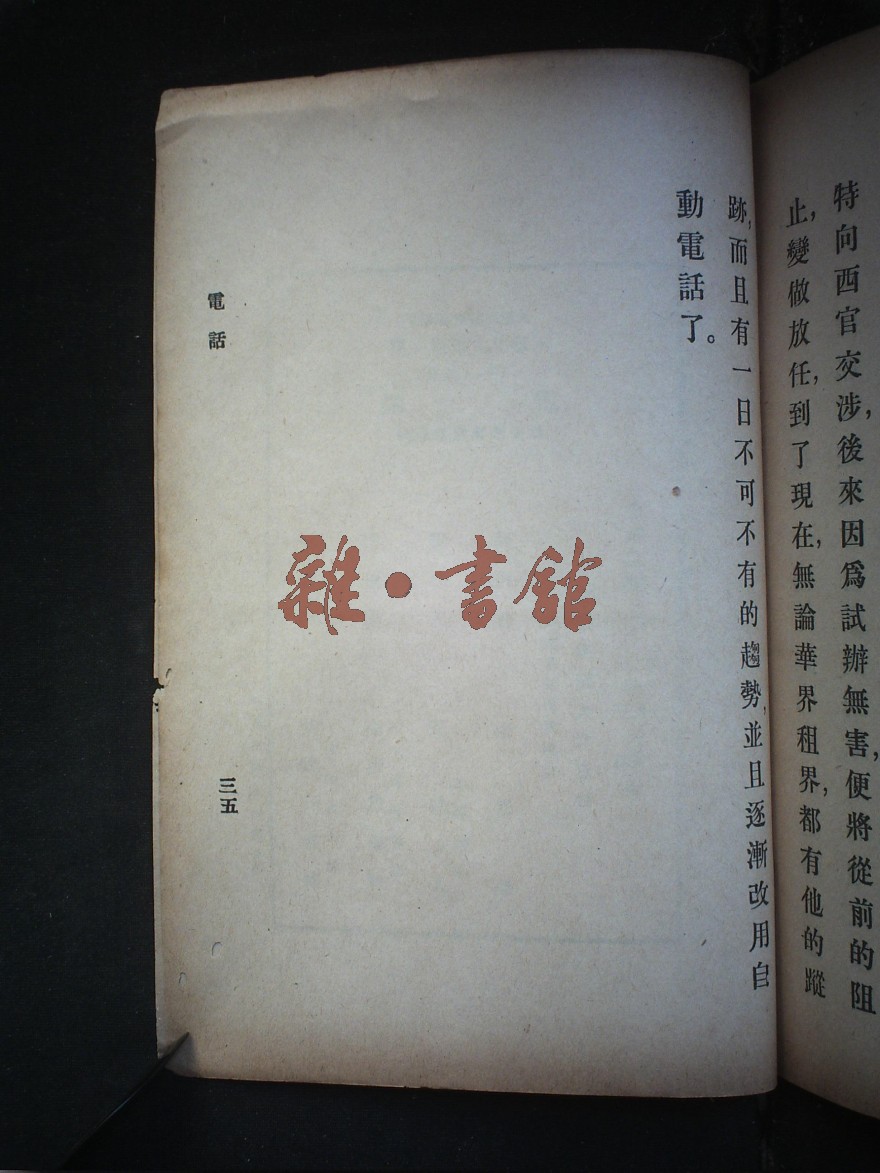 特向西官交涉,後來因爲試辦無害,便將從前的阻
止,變做放任,到了現在,無論華界租界,都有他的蹤
跡,而且有一日不可不有的趨勢,並且逐漸改用自
動電話了。
電話
三五
雜·書館